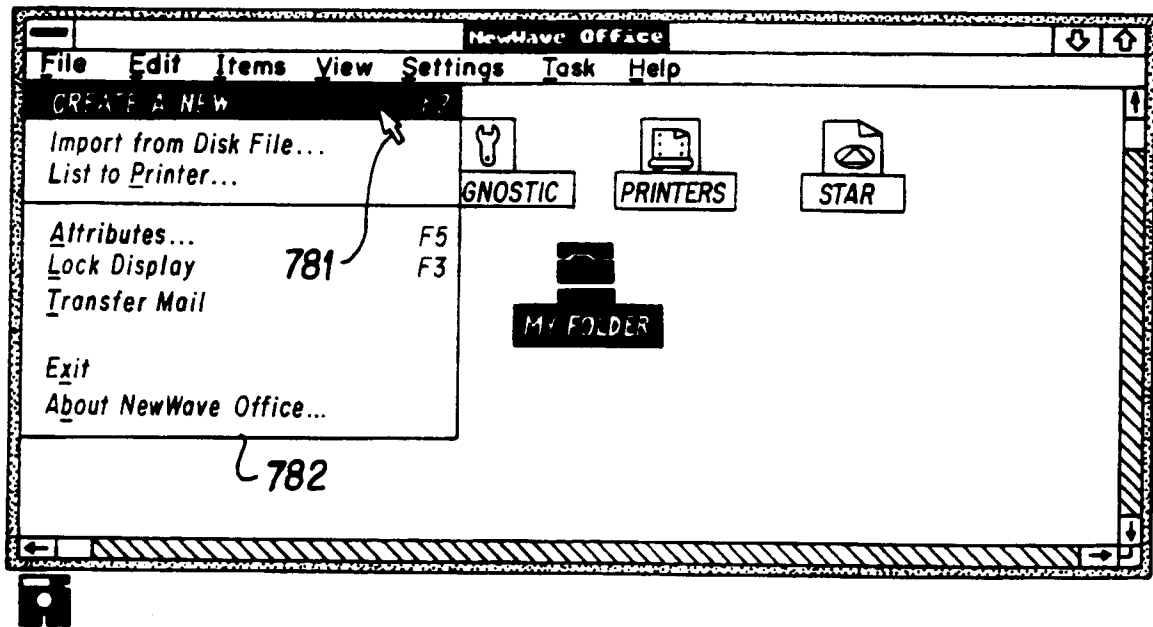 NewWave Office
File Edit Items View Settings Task Help
CREATE A NEW F2
Import from Disk File...
List to Printer...
GNOSTIC PRINTERS STAR
Attributes... F5
Lock Display F3
781
Transfer Mail
MY FOLDER
Exit
About NewWave Office...
782